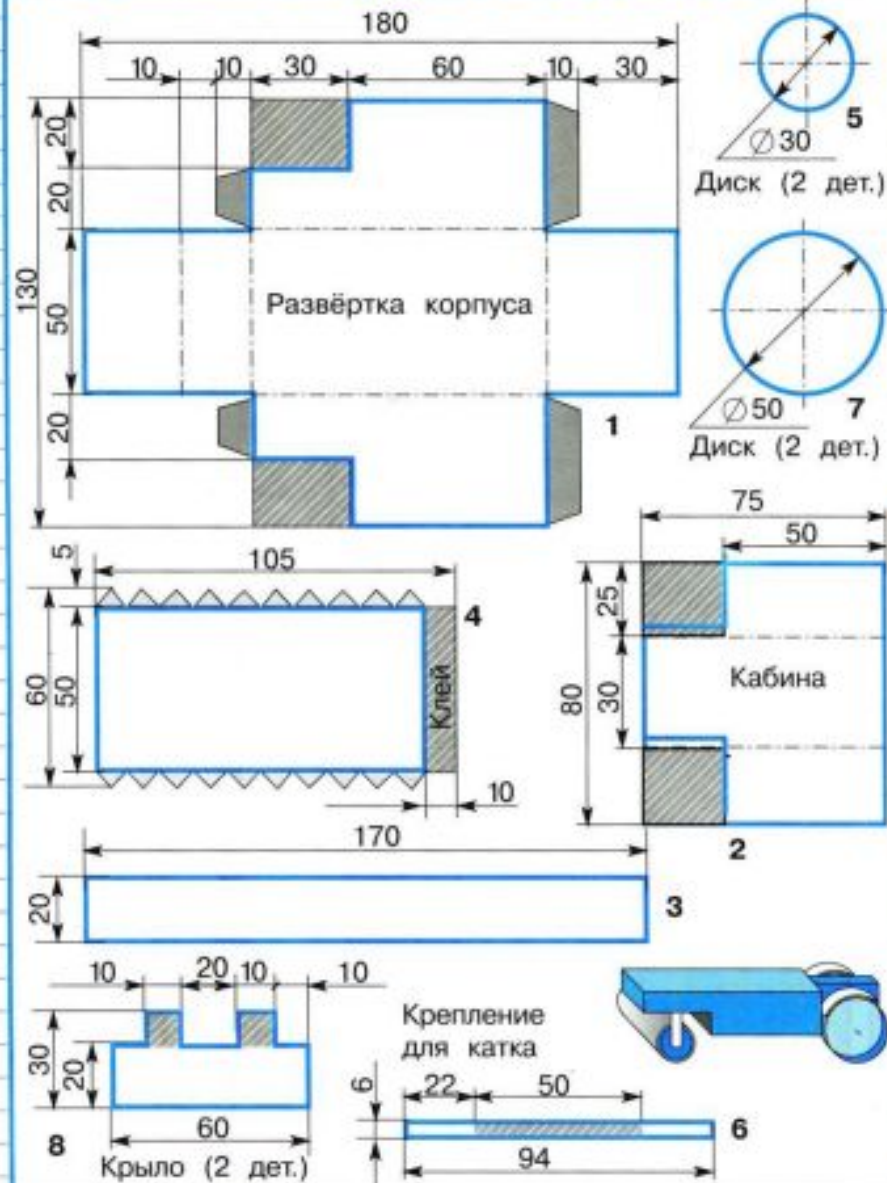 180
10 10 30 60 10 30
20
20
130
50
20
Развёртка корпуса
1
5
Ø 30
Диск (2 дет.)
7
Ø 50
Диск (2 дет.)
75
50
25
80
30
Кабина
2
105
5
60
50
Клей
4
10
170
20
3
10 20 10 10
30
20
60
8
Крыло (2 дет.)
Крепление
для катка
22 50
6
6
94